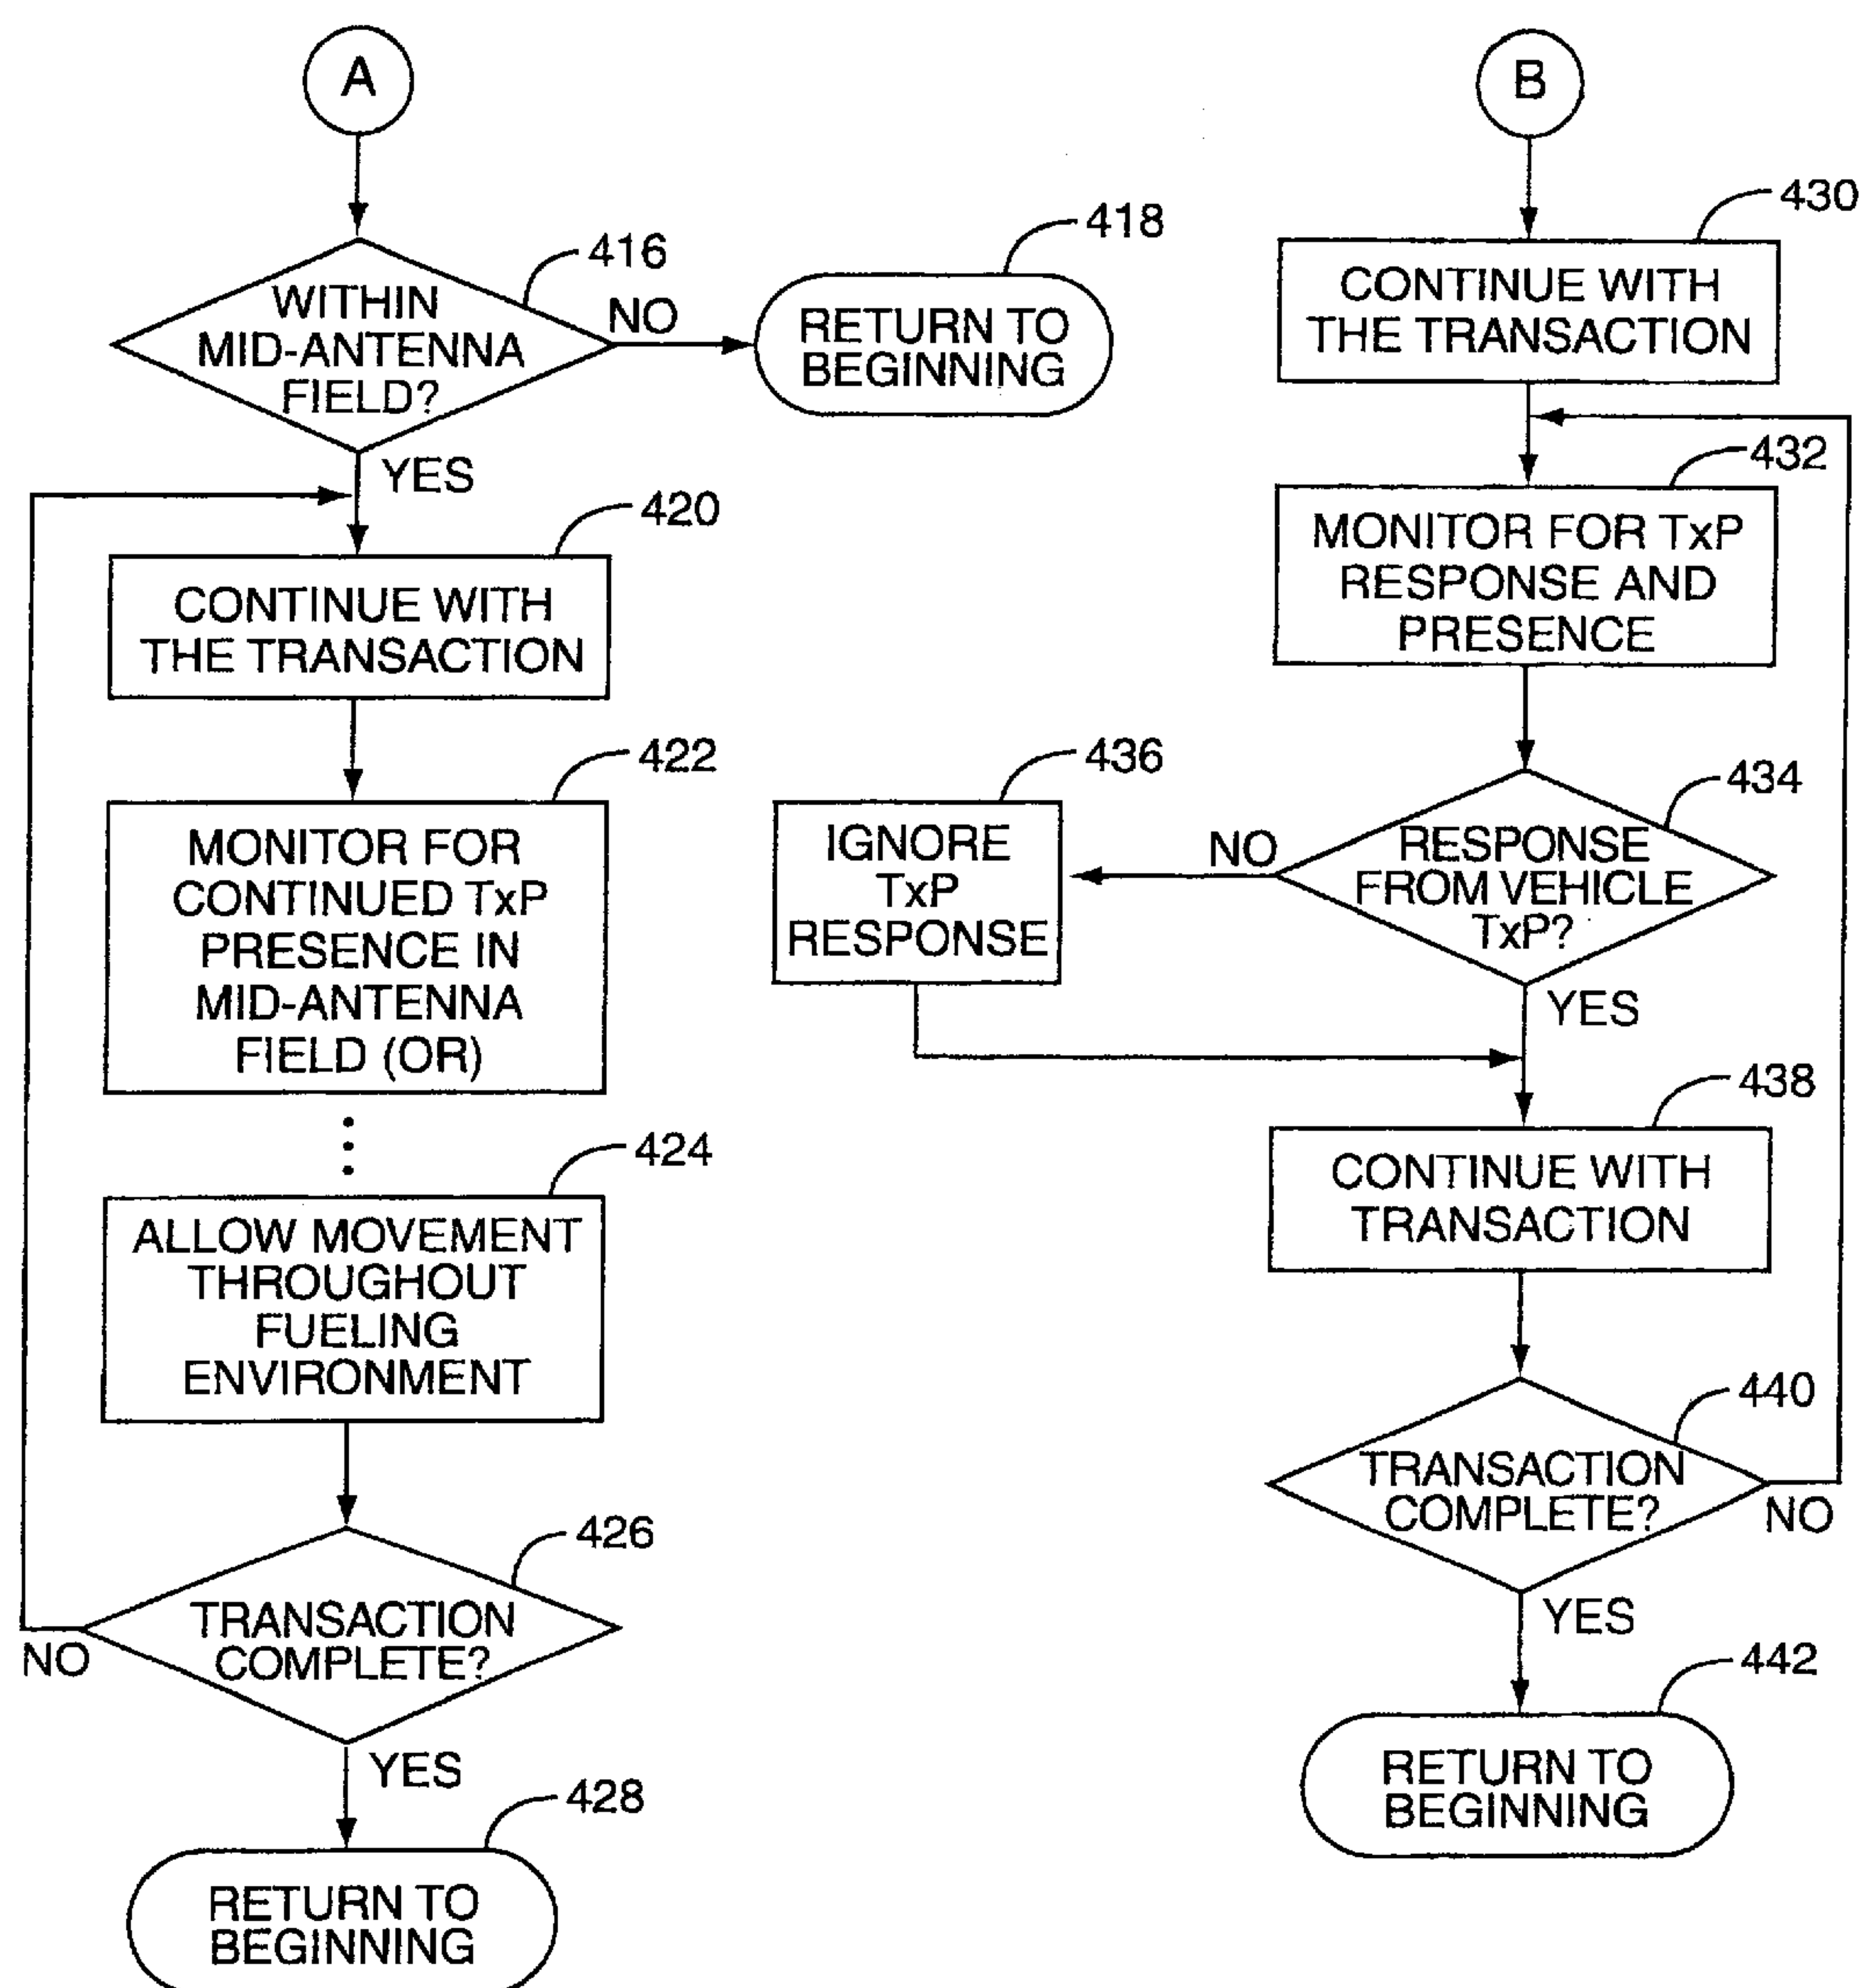 A
416
WITHIN
MID-ANTENNA
FIELD?
NO
418
RETURN TO
BEGINNING
YES
420
CONTINUE WITH
THE TRANSACTION
422
MONITOR FOR
CONTINUED TxP
PRESENCE IN
MID-ANTENNA
FIELD (OR)
424
ALLOW MOVEMENT
THROUGHOUT
FUELING
ENVIRONMENT
426
TRANSACTION
COMPLETE?
NO
YES
428
RETURN TO
BEGINNING
B
430
CONTINUE WITH
THE TRANSACTION
432
MONITOR FOR TxP
RESPONSE AND
PRESENCE
434
RESPONSE
FROM VEHICLE
TxP?
NO
436
IGNORE
TxP
RESPONSE
YES
438
CONTINUE WITH
TRANSACTION
440
TRANSACTION
COMPLETE?
NO
YES
442
RETURN TO
BEGINNING